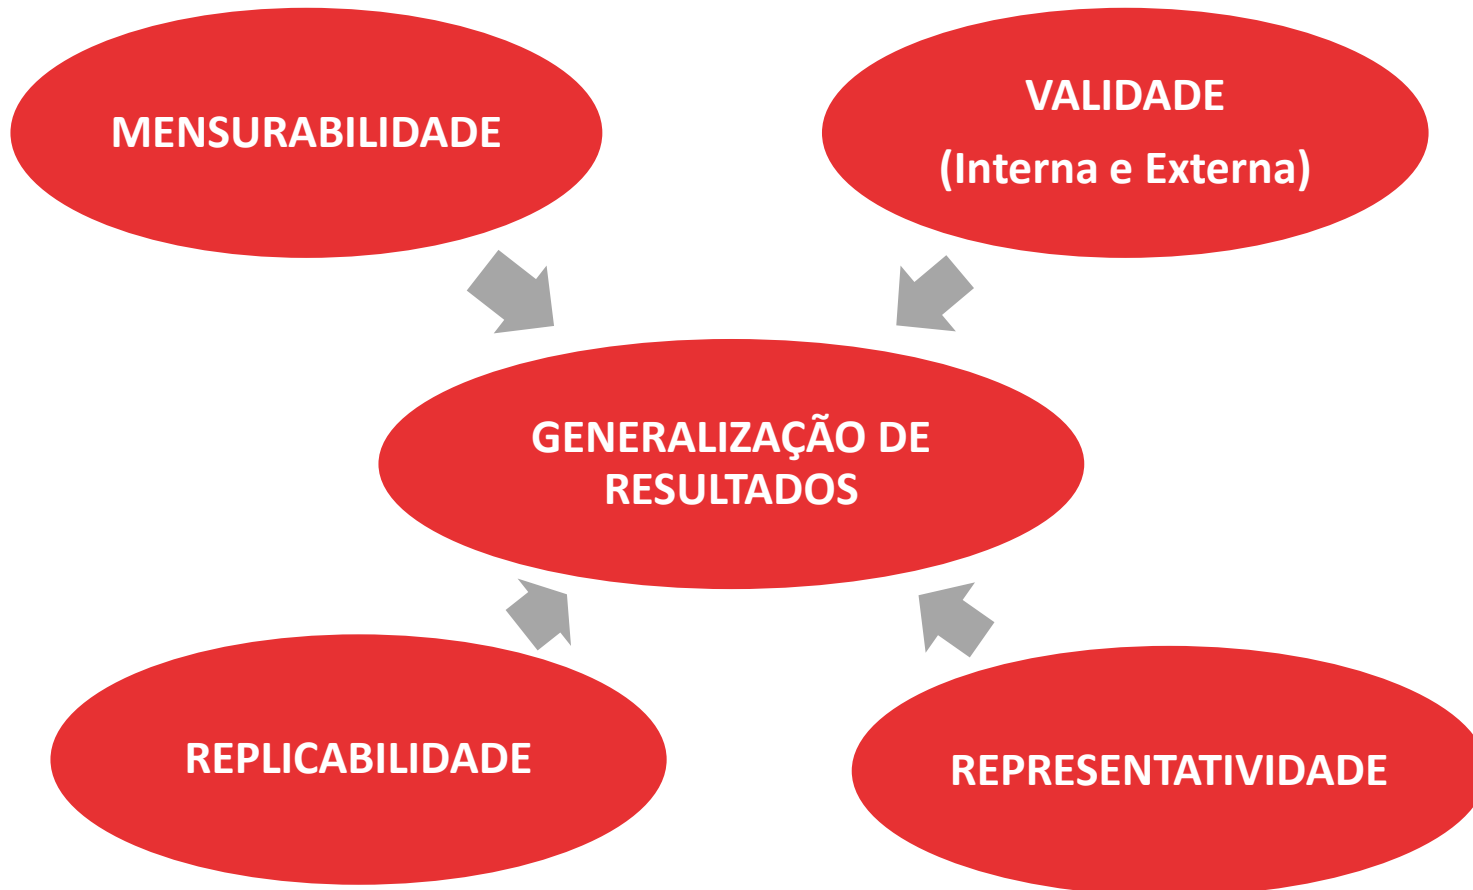 MENSURABILIDADE
VALIDADE
(Interna e Externa)
GENERALIZAÇÃO DE
RESULTADOS
REPLICABILIDADE
REPRESENTATIVIDADE